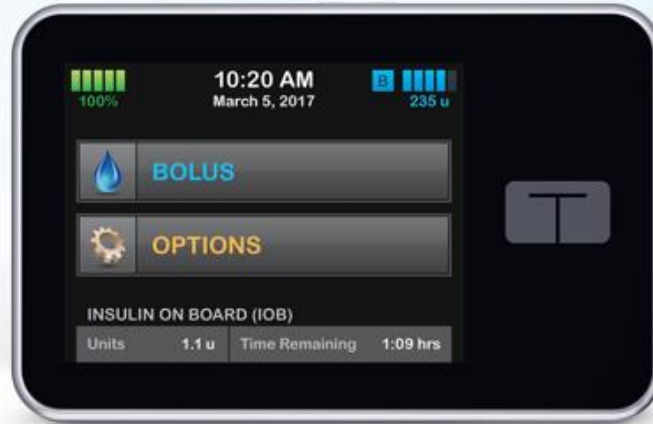 10:20 AM
100% March 5, 2017 B 235 u
BOLUS
OPTIONS
INSULIN ON BOARD (IOB)
Units 1.1 u Time Remaining 1:09 hrs